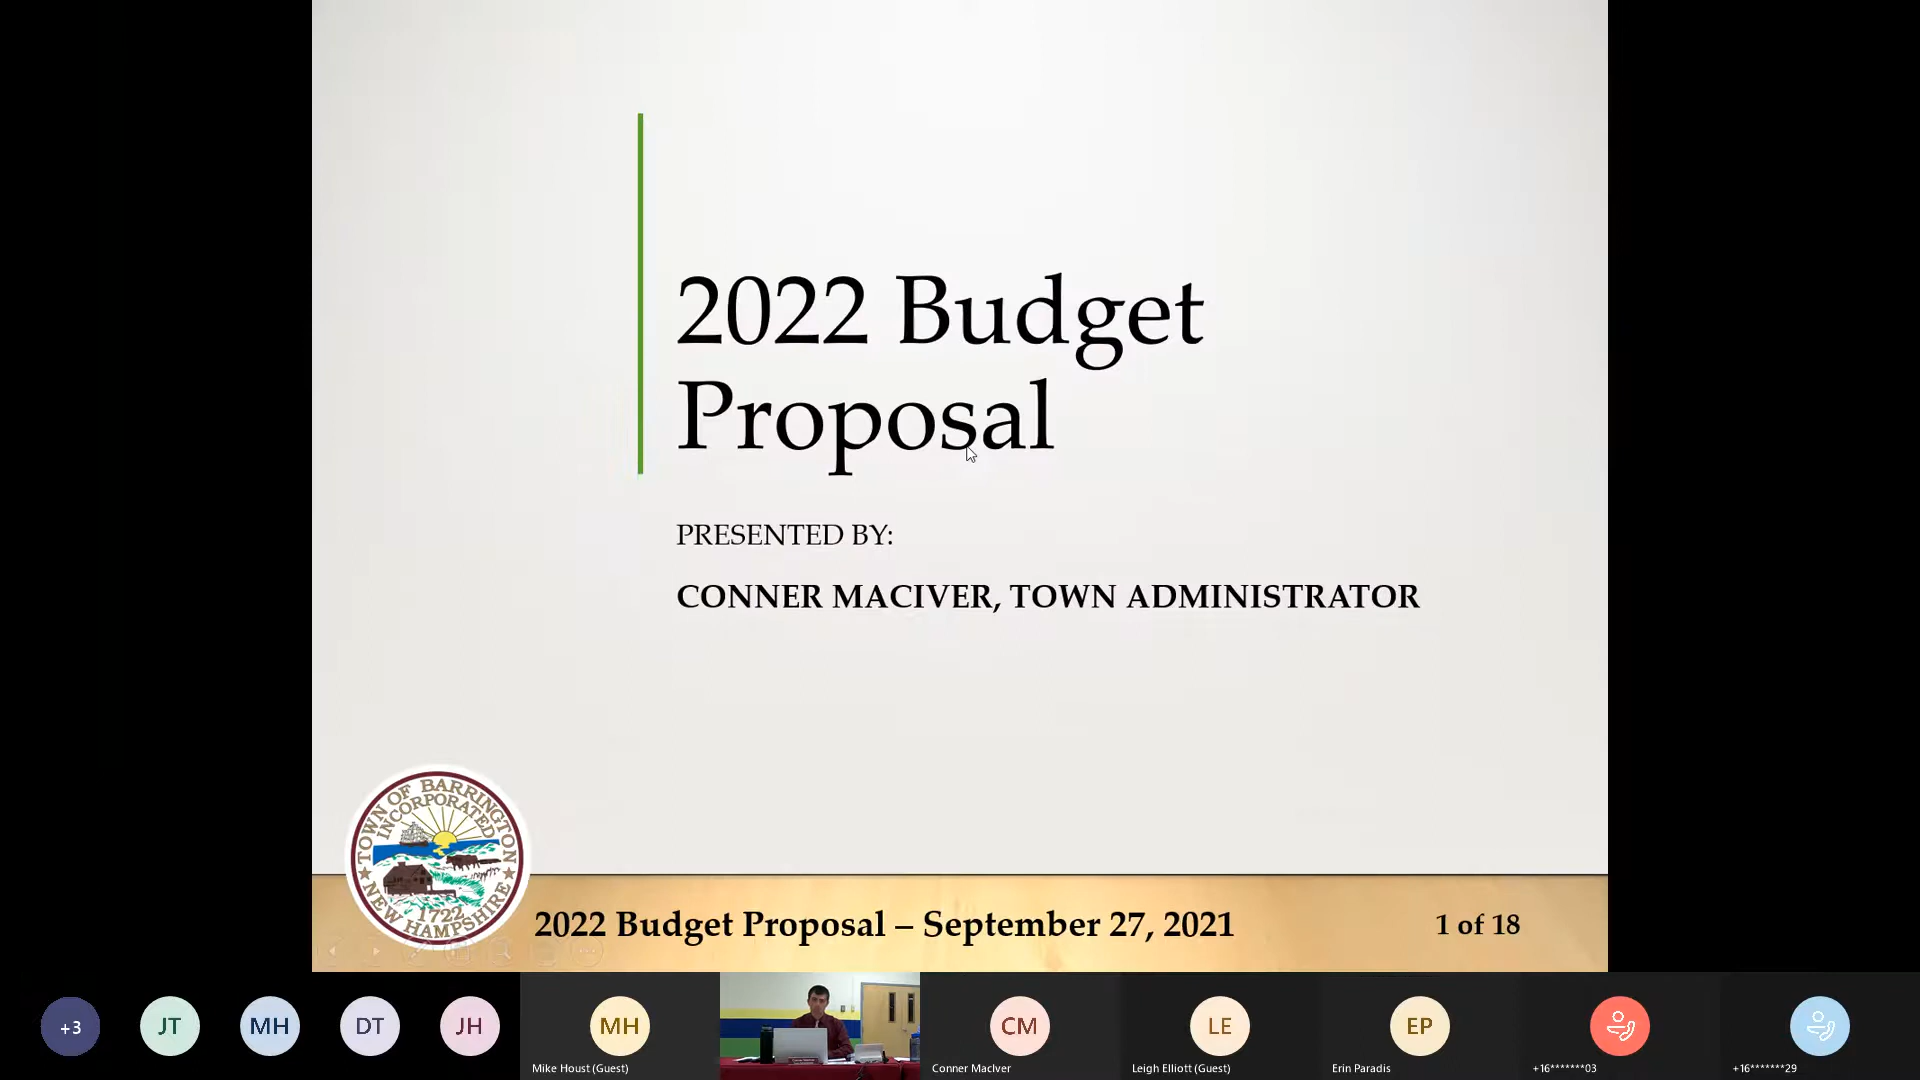 2022 Budget
Proposal
PRESENTED BY:
CONNER MACIVER, TOWN ADMINISTRATOR
TOWN OF BARRINGTON
INCORPORATED
1722
NEW HAMPSHIRE
2022 Budget Proposal – September 27, 2021
1 of 18
+3
JT
MH
DT
JH
MH
CM
LE
EP
Mike Houst (Guest)
Conner MacIver
Leigh Elliott (Guest)
Erin Paradis
+16*******03
+16*******29